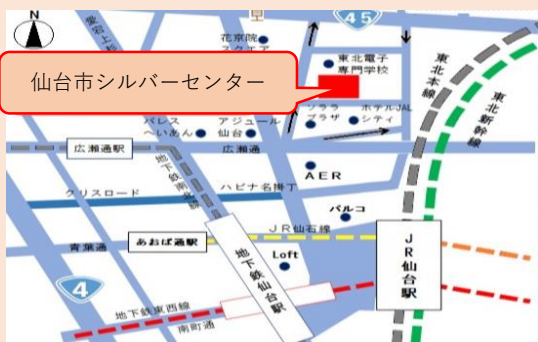 N
愛宕上杉
45
花京院
スクエア
東北電子
専門学校
東北本線
東北新幹線
仙台市シルバーセンター
ソララ
プラザ
ホテルJAL
シティ
パレス
へいあん
アジュール
仙台
広瀬通駅
広瀬通
地下鉄南北線
AER
クリスロード
ハピナ名掛丁
パルコ
JR仙石線
青葉通
あおば通駅
Loft
地下鉄仙台駅
JR仙台駅
4
地下鉄東西線
南町通